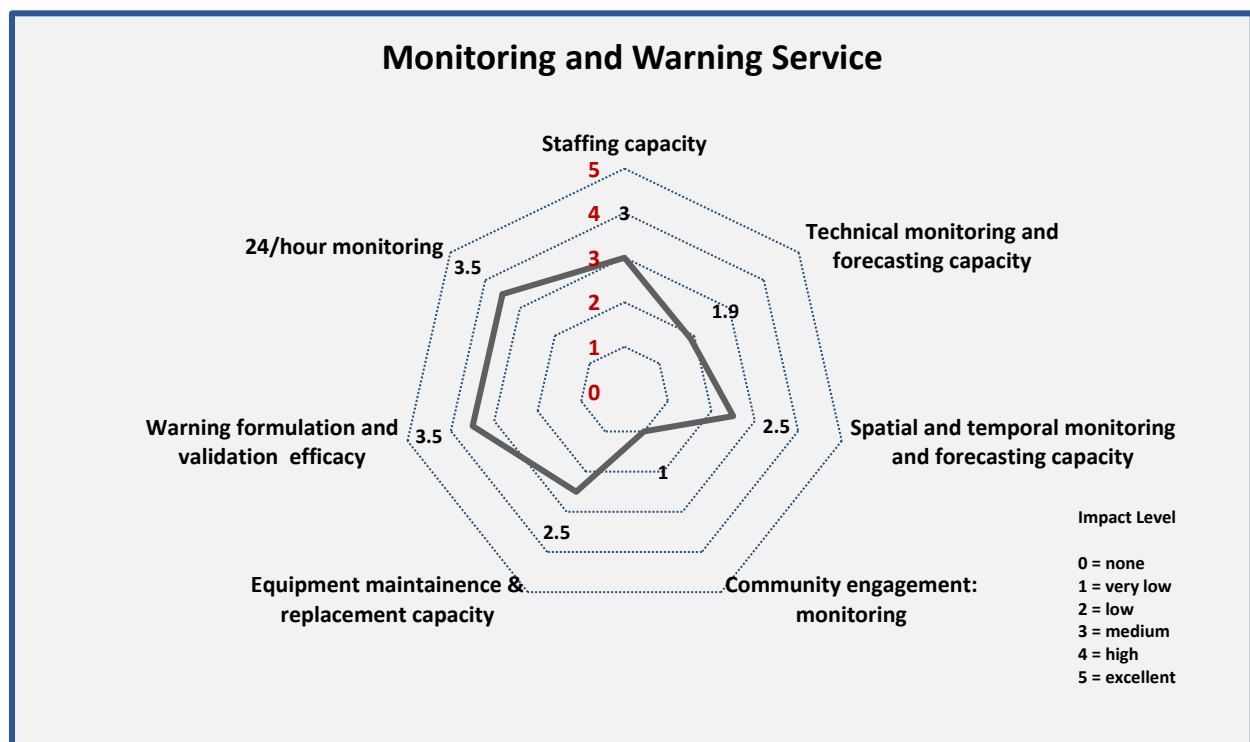 Monitoring and Warning Service
Staffing capacity
5
4
3
3
2
1
0
Technical monitoring and
forecasting capacity
1.9
Spatial and temporal monitoring
and forecasting capacity
2.5
Community engagement:
monitoring
1
Equipment maintainence &
replacement capacity
2.5
Warning formulation and
validation  efficacy
3.5
24/hour monitoring
3.5
Impact Level
0 = none
1 = very low
2 = low
3 = medium
4 = high
5 = excellent